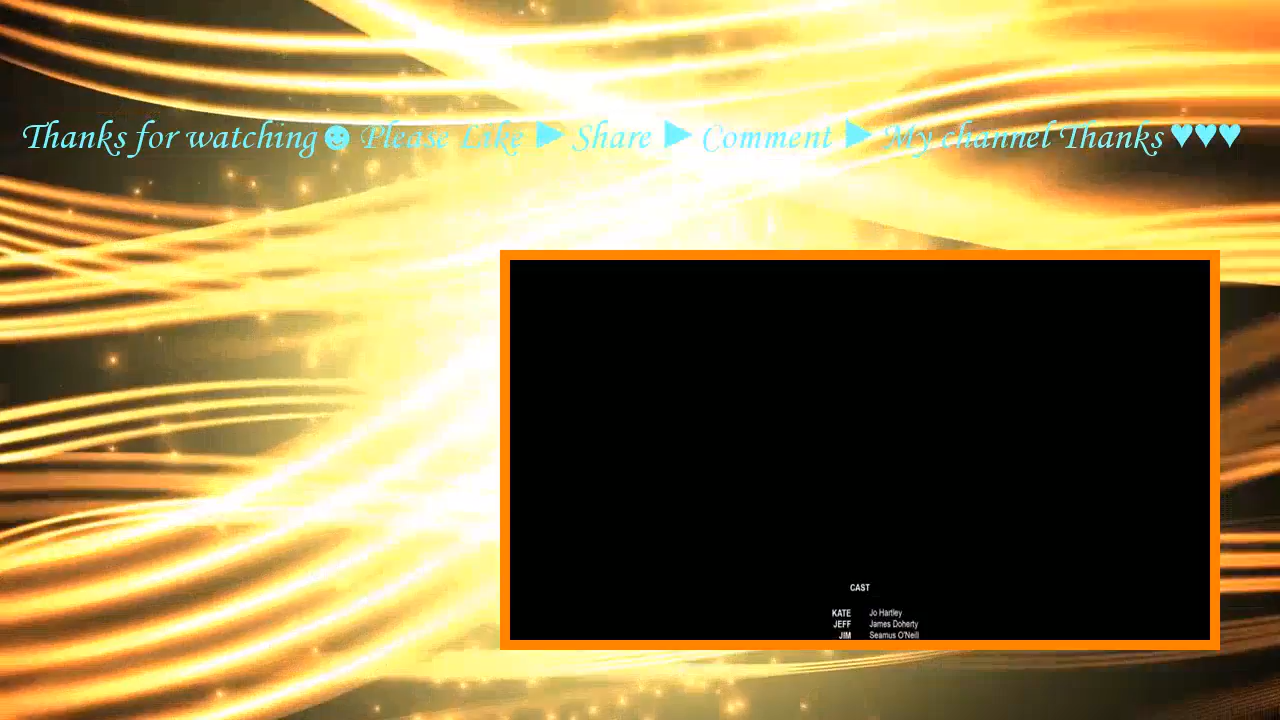 Thanks for watching☻ Please Like ► Share ► Comment ► My channel Thanks ♥♥♥
CAST
KATE Jo Hartley
JEFF James Doherty
JIM Seamus O'Neill